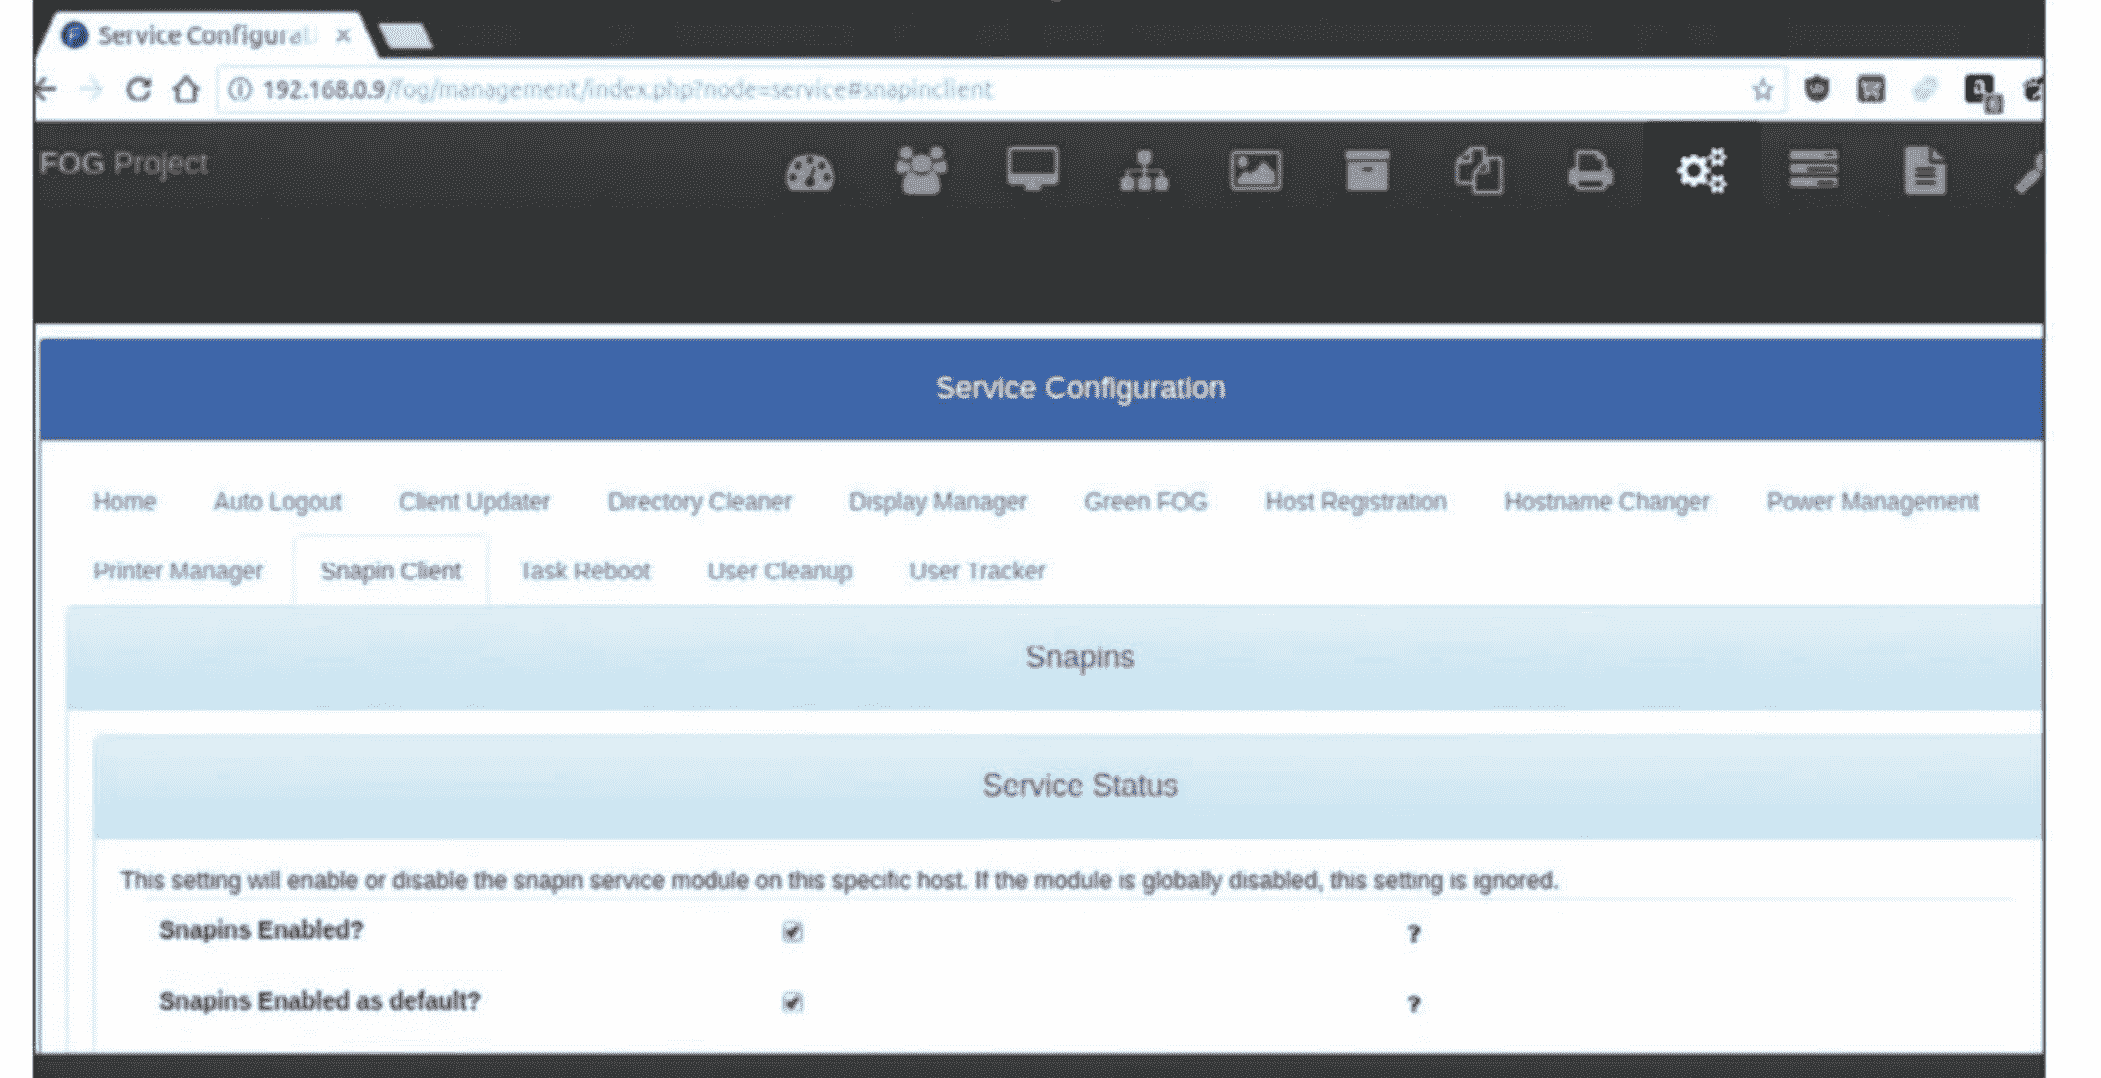 Service Configurat
192.168.0.9/fog/management/index.php?node=service#snapinclient
FOG Project
Service Configuration
Home Auto Logout Client Updater Directory Cleaner Display Manager Green FOG Host Registration Hostname Changer Power Management
Printer Manager Snapin Client Task Reboot User Cleanup User Tracker
Snapins
Service Status
This setting will enable or disable the snapin service module on this specific host. If the module is globally disabled, this setting is ignored.
Snapins Enabled? ?
Snapins Enabled as default? ?